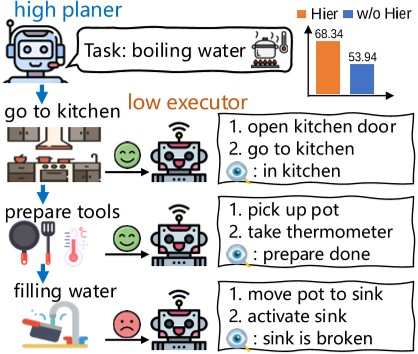 high planer
Task: boiling water
Hier w/o Hier
68.34
53.94
go to kitchen
low executor
1. open kitchen door
2. go to kitchen
: in kitchen
prepare tools
1. pick up pot
2. take thermometer
: prepare done
filling water
1. move pot to sink
2. activate sink
: sink is broken